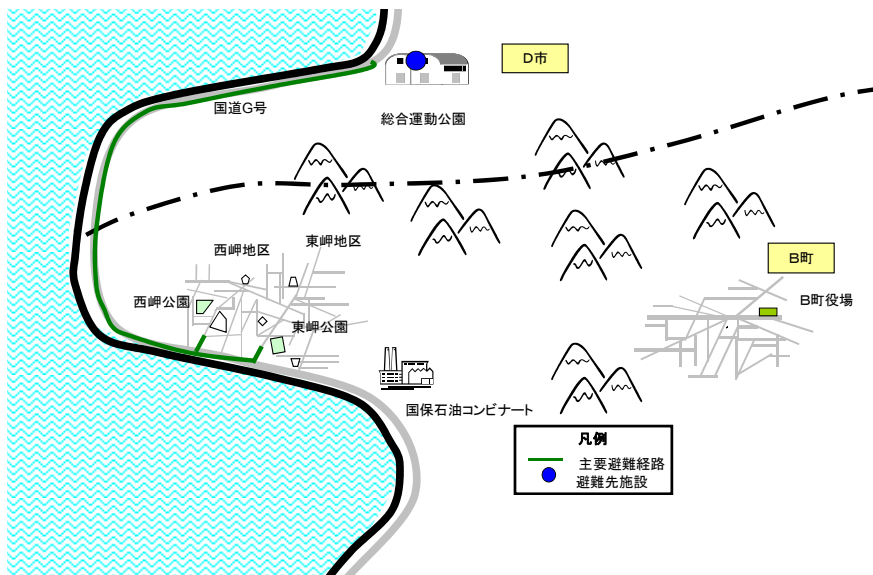 D市
国道G号
総合運動公園
西岬地区
東岬地区
B町
西岬公園
B町役場
東岬公園
国保石油コンビナート
凡例
主要避難経路
避難先施設